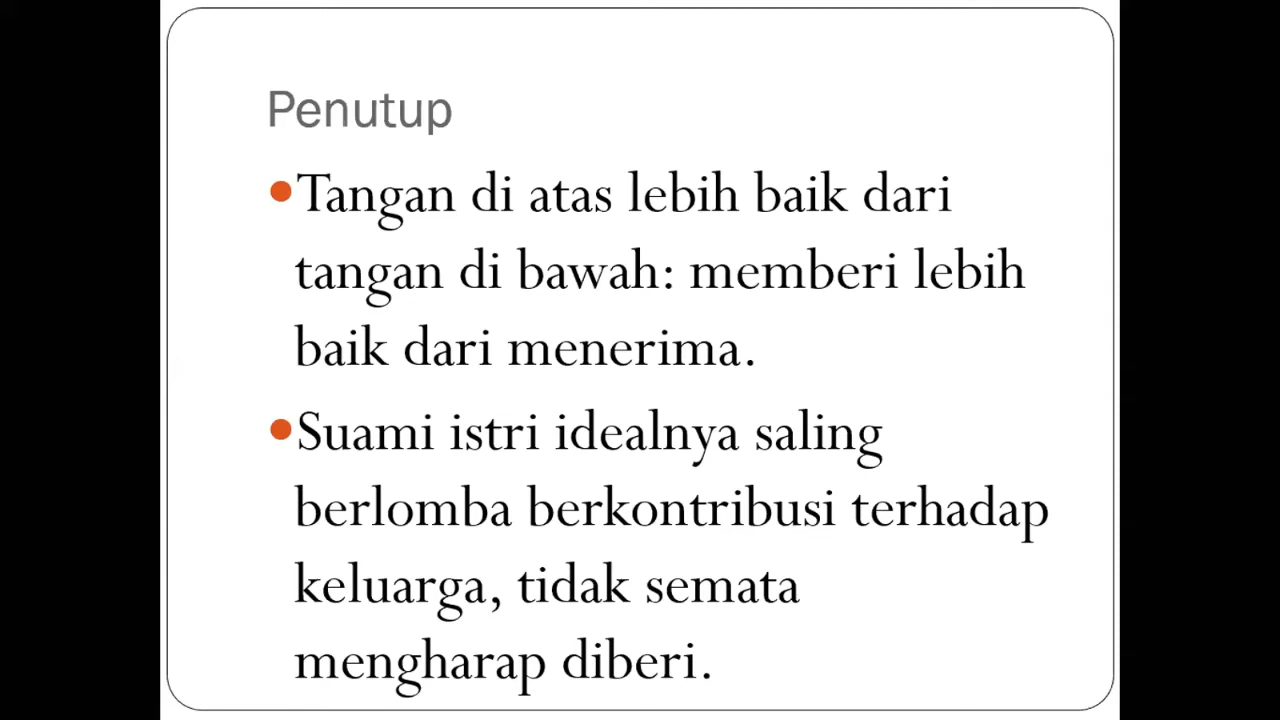 Penutup
•Tangan di atas lebih baik dari
tangan di bawah: memberi lebih
baik dari menerima.
•Suami istri idealnya saling
berlomba berkontribusi terhadap
keluarga, tidak semata
mengharap diberi.